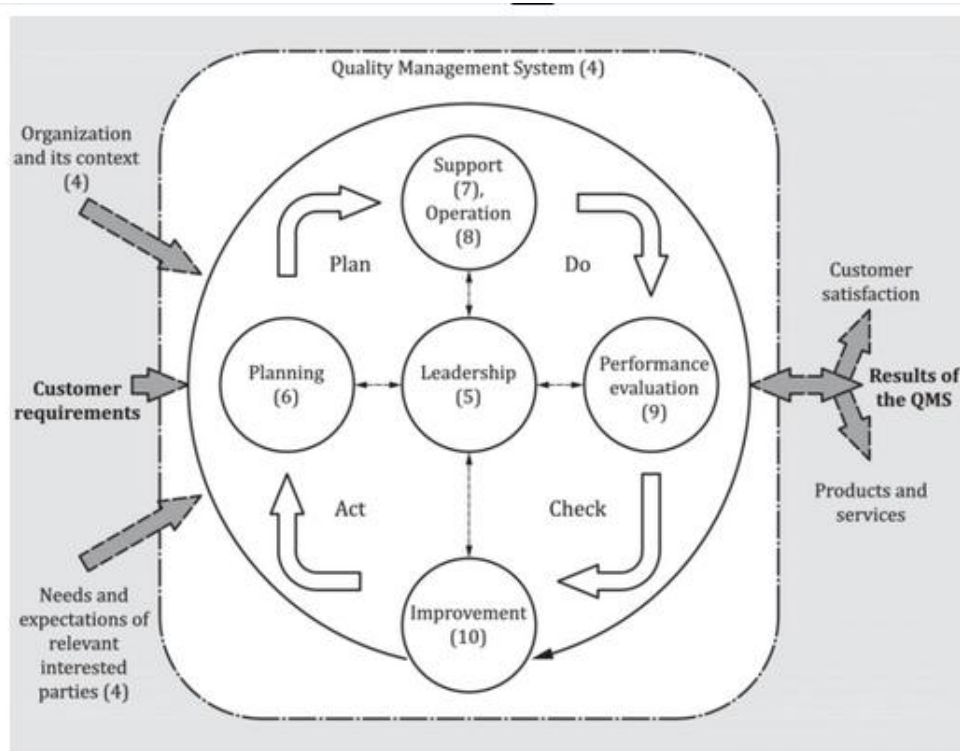 Quality Management System (4)
Organization
and its context
(4)
Support
(7),
Operation
(8)
Plan
Do
Customer
satisfaction
Customer
requirements
Planning
(6)
Leadership
(5)
Performance
evaluation
(9)
Results of
the QMS
Act
Check
Products and
services
Needs and
expectations of
relevant
interested
parties (4)
Improvement
(10)